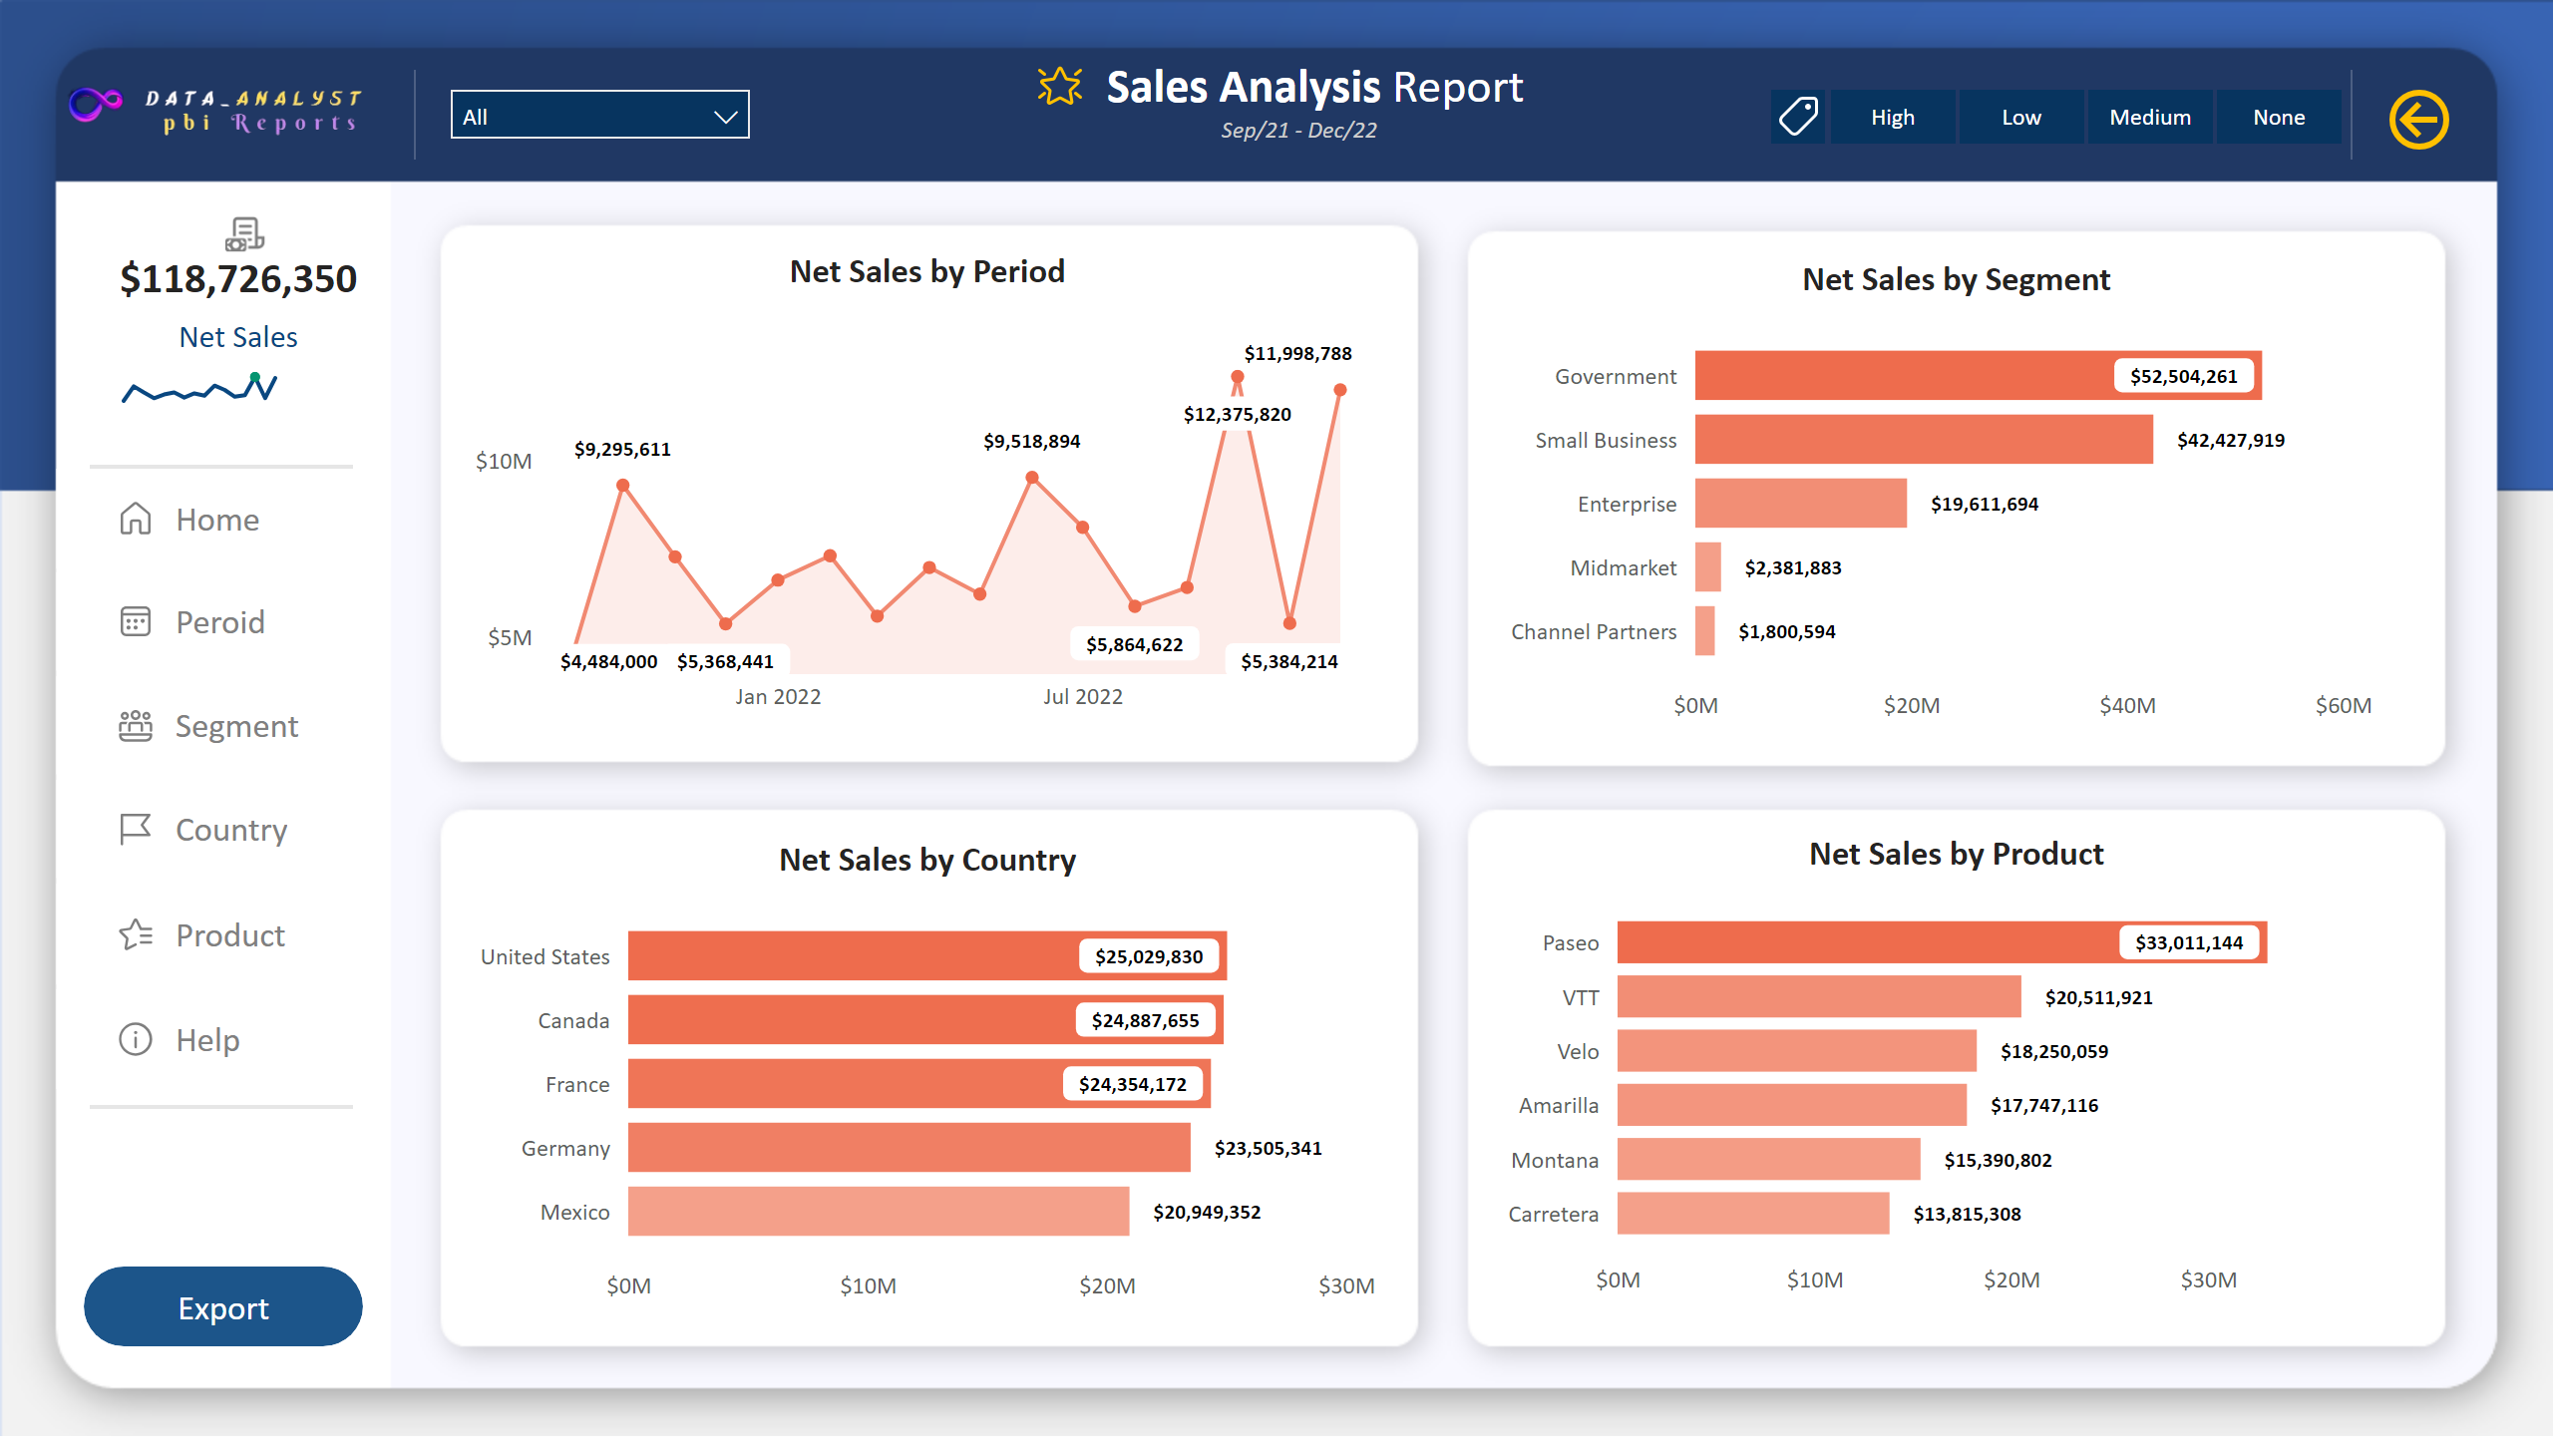 DATA_ANALYST
pbi Reports
All
Sales Analysis Report
Sep/21 - Dec/22
High
Low
Medium
None
$118,726,350
Net Sales
Home
Peroid
Segment
Country
Product
Help
Export
Net Sales by Period
$10M
$5M
$9,295,611
$9,518,894
$11,998,788
$12,375,820
$4,484,000
$5,368,441
$5,864,622
$5,384,214
Jan 2022
Jul 2022
Net Sales by Segment
Government $52,504,261
Small Business $42,427,919
Enterprise $19,611,694
Midmarket $2,381,883
Channel Partners $1,800,594
$0M $20M $40M $60M
Net Sales by Country
United States $25,029,830
Canada $24,887,655
France $24,354,172
Germany $23,505,341
Mexico $20,949,352
$0M $10M $20M $30M
Net Sales by Product
Paseo $33,011,144
VTT $20,511,921
Velo $18,250,059
Amarilla $17,747,116
Montana $15,390,802
Carretera $13,815,308
$0M $10M $20M $30M